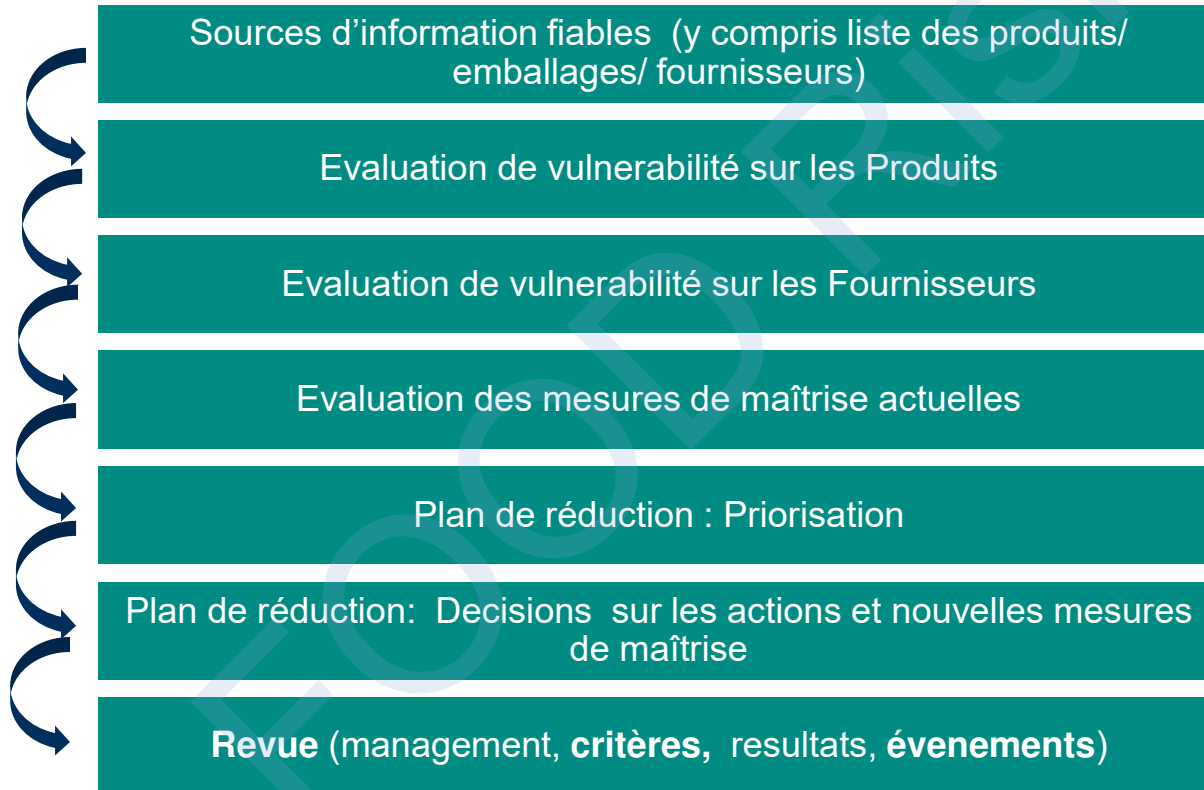 Sources d'information fiables (y compris liste des produits/
emballages/ fournisseurs)
Evaluation de vulnerabilité sur les Produits
Evaluation de vulnerabilité sur les Fournisseurs
Evaluation des mesures de maîtrise actuelles
Plan de réduction : Priorisation
Plan de réduction: Decisions sur les actions et nouvelles mesures
de maîtrise
Revue (management, critères, resultats, évenements)
FOOD RIS